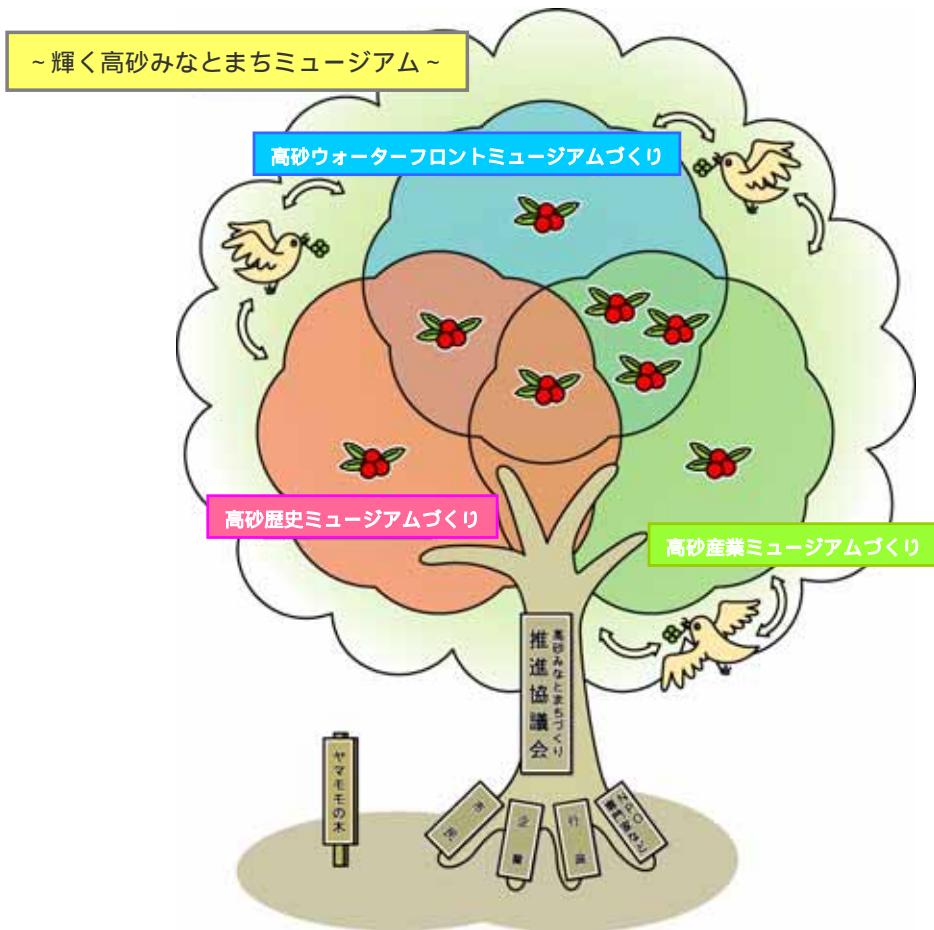 ～輝く高砂みなとまちミュージアム～
高砂ウォーターフロントミュージアムづくり
高砂歴史ミュージアムづくり
高砂産業ミュージアムづくり
高砂みなとまちづくり
推進協議会
ヤマモモの木
市民
企業
行政